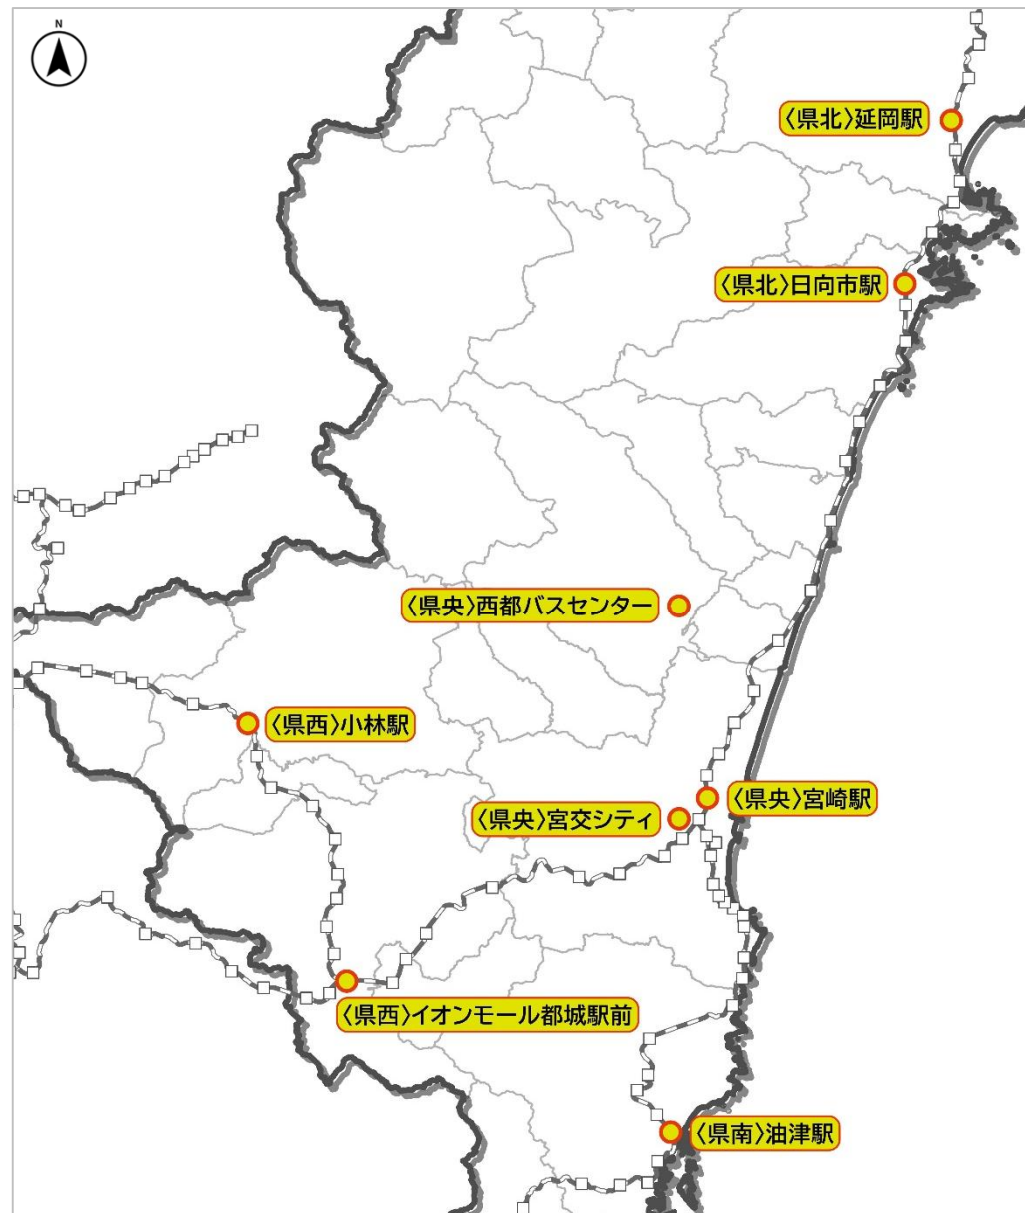 N
〈県北〉延岡駅
〈県北〉日向市駅
〈県央〉西都バスセンター
〈県西〉小林駅
〈県央〉宮崎駅
〈県央〉宮交シティ
〈県西〉イオンモール都城駅前
〈県南〉油津駅